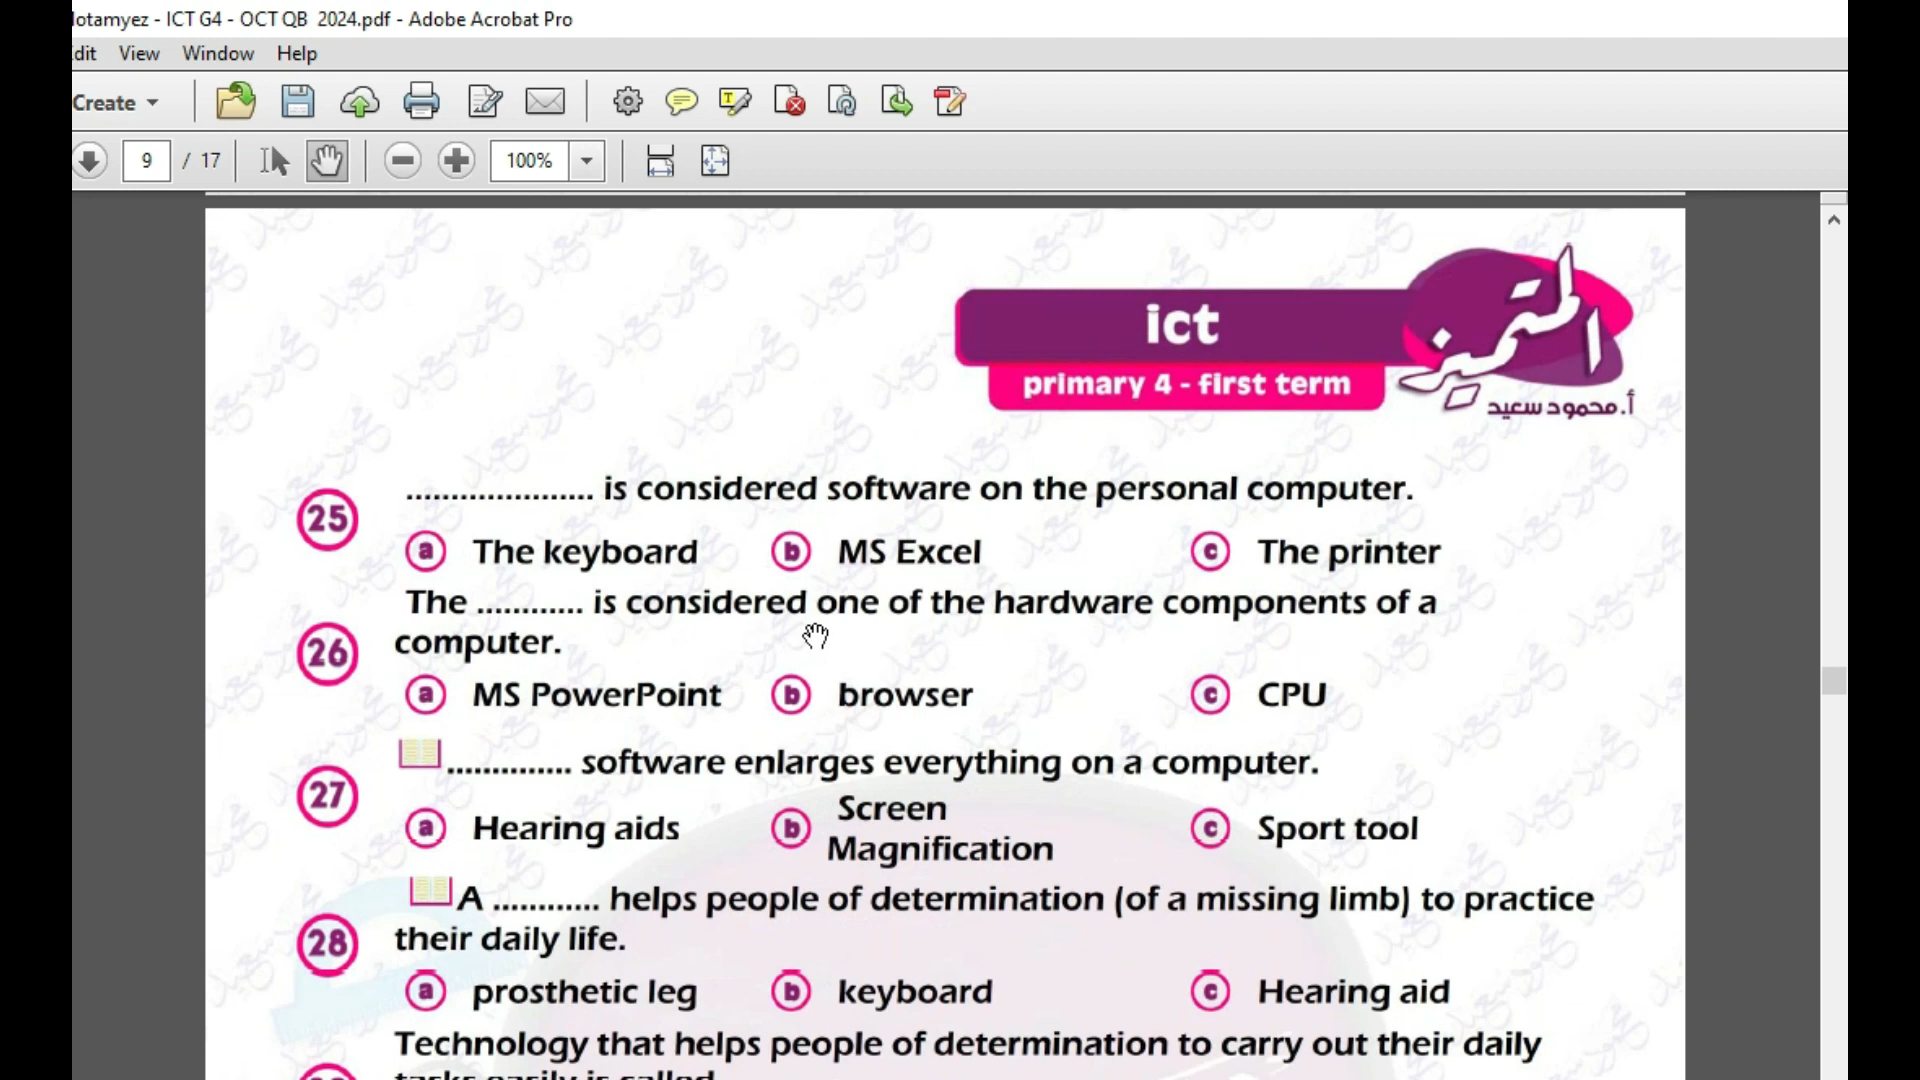 lotamyez - ICT G4 - OCT QB 2024.pdf - Adobe Acrobat Pro
Edit View Window Help
Create
9 / 17 100%
ict
primary 4 - first term
المتميز
أ. محمود سعيد
..................... is considered software on the personal computer.
25
a The keyboard b MS Excel c The printer
The ............ is considered one of the hardware components of a
26 computer.
a MS PowerPoint b browser c CPU
.............. software enlarges everything on a computer.
27
a Hearing aids b Screen Magnification c Sport tool
A ............ helps people of determination (of a missing limb) to practice
28 their daily life.
a prosthetic leg b keyboard c Hearing aid
Technology that helps people of determination to carry out their daily
tasks easily is called